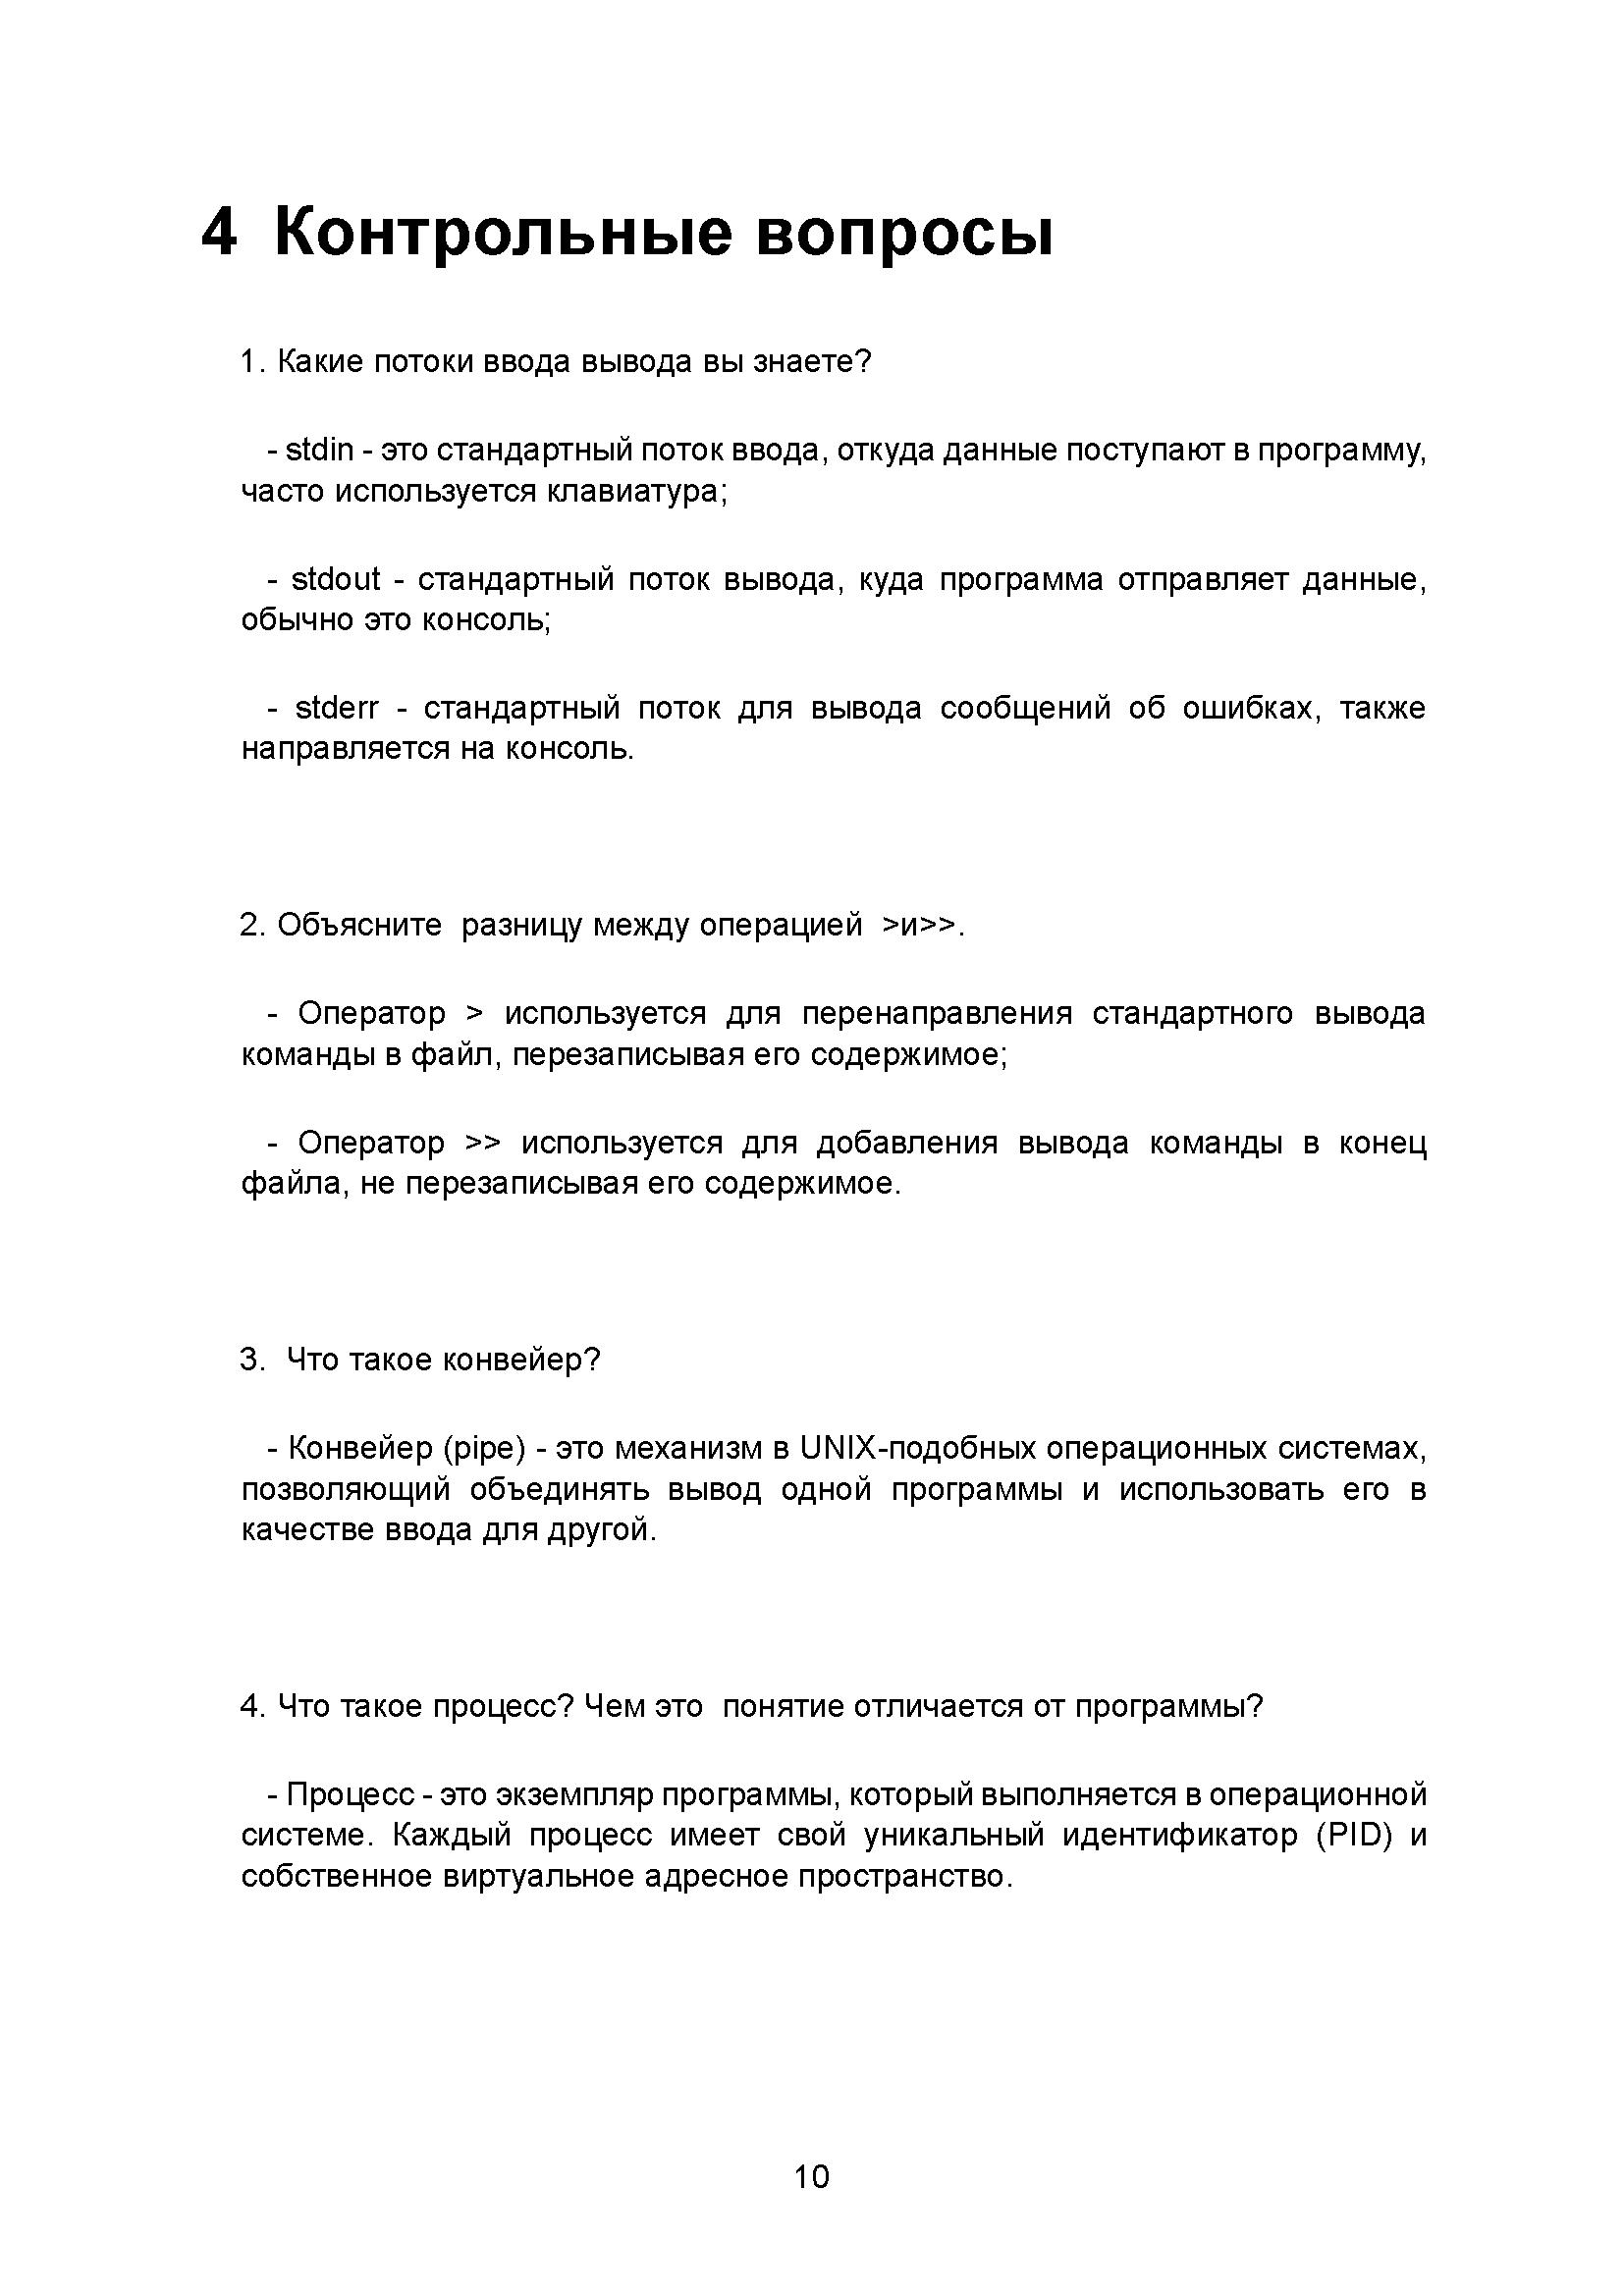 4 Контрольные вопросы
1. Какие потоки ввода вывода вы знаете?
- stdin - это стандартный поток ввода, откуда данные поступают в программу,
часто используется клавиатура;
- stdout - стандартный поток вывода, куда программа отправляет данные,
обычно это консоль;
- stderr - стандартный поток для вывода сообщений об ошибках, также
направляется на консоль.
2. Объясните разницу между операцией >и>>.
- Оператор > используется для перенаправления стандартного вывода
команды в файл, перезаписывая его содержимое;
- Оператор >> используется для добавления вывода команды в конец
файла, не перезаписывая его содержимое.
3. Что такое конвейер?
- Конвейер (pipe) - это механизм в UNIX-подобных операционных системах,
позволяющий объединять вывод одной программы и использовать его в
качестве ввода для другой.
4. Что такое процесс? Чем это понятие отличается от программы?
- Процесс - это экземпляр программы, который выполняется в операционной
системе. Каждый процесс имеет свой уникальный идентификатор (PID) и
собственное виртуальное адресное пространство.
10